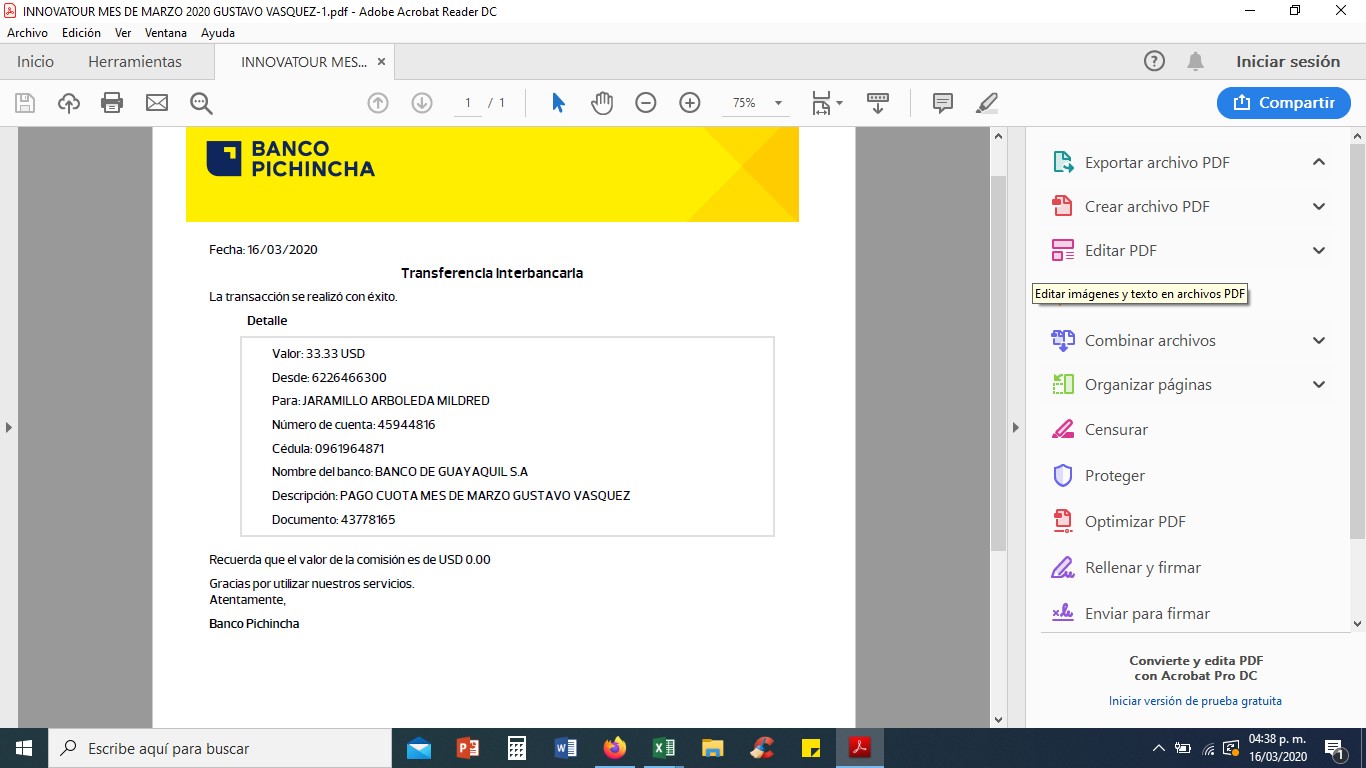 INNOVATOUR MES DE MARZO 2020 GUSTAVO VASQUEZ-1.pdf - Adobe Acrobat Reader DC
Archivo Edición Ver Ventana Ayuda
Inicio Herramientas INNOVATOUR MES... × Iniciar sesión
1 / 1 75% Compartir
BANCO
PICHINCHA
Fecha: 16/03/2020
Transferencia Interbancaria
La transacción se realizó con éxito.
Detalle
Valor: 33.33 USD
Desde: 6226466300
Para: JARAMILLO ARBOLEDA MILDRED
Número de cuenta: 45944816
Cédula: 0961964871
Nombre del banco: BANCO DE GUAYAQUIL S.A
Descripción: PAGO CUOTA MES DE MARZO GUSTAVO VASQUEZ
Documento: 43778165
Recuerda que el valor de la comisión es de USD 0.00
Gracias por utilizar nuestros servicios.
Atentamente,
Banco Pichincha
Exportar archivo PDF
Crear archivo PDF
Editar PDF
Editar imágenes y texto en archivos PDF
Combinar archivos
Organizar páginas
Censurar
Proteger
Optimizar PDF
Rellenar y firmar
Enviar para firmar
Convierte y edita PDF
con Acrobat Pro DC
Iniciar versión de prueba gratuita
Escribe aquí para buscar
04:38 p. m.
16/03/2020
1